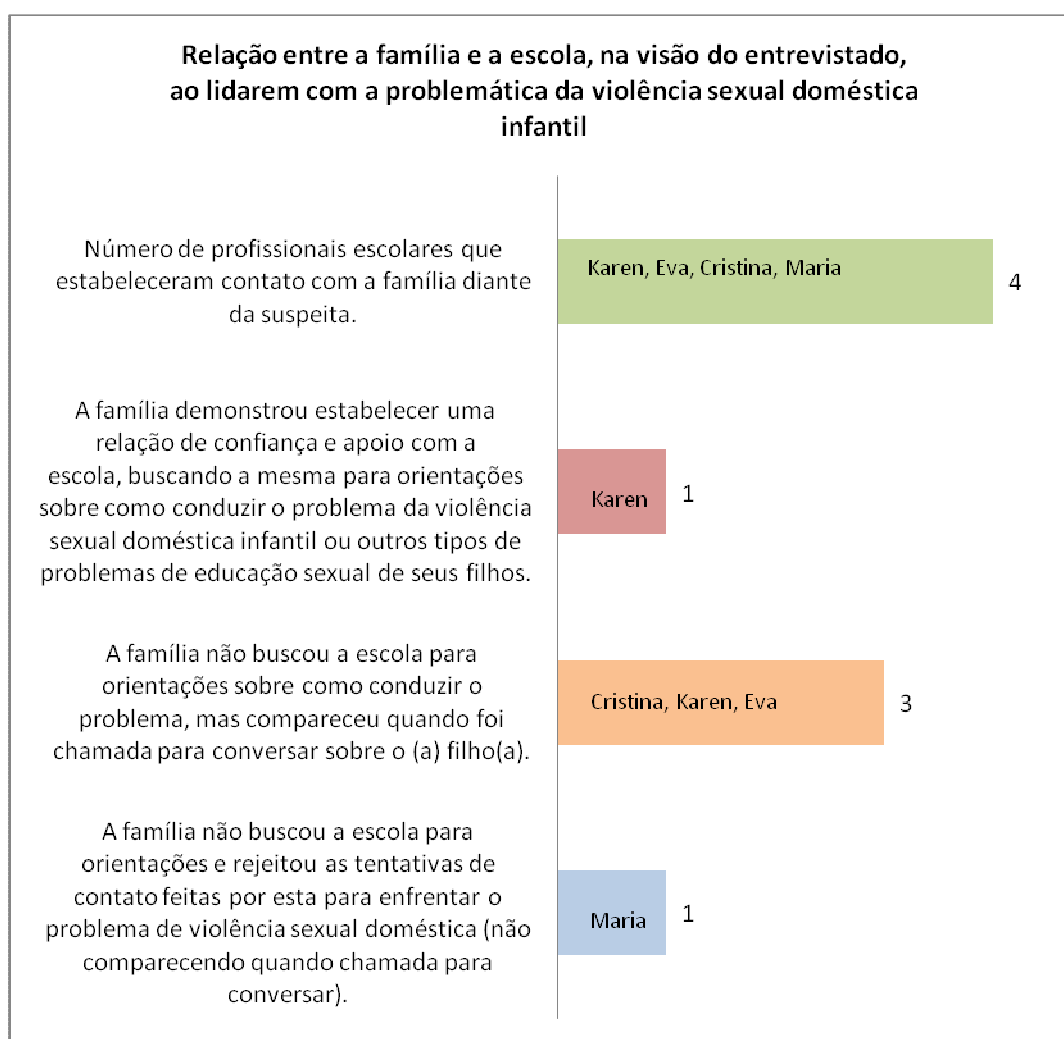 Relação entre a família e a escola, na visão do entrevistado,
ao lidarem com a problemática da violência sexual doméstica
infantil
Número de profissionais escolares que
estabeleceram contato com a família diante
da suspeita.
Karen, Eva, Cristina, Maria
4
A família demonstrou estabelecer uma
relação de confiança e apoio com a
escola, buscando a mesma para orientações
sobre como conduzir o problema da violência
sexual doméstica infantil ou outros tipos de
problemas de educação sexual de seus filhos.
Karen
1
A família não buscou a escola para
orientações sobre como conduzir o
problema, mas compareceu quando foi
chamada para conversar sobre o (a) filho(a).
Cristina, Karen, Eva
3
A família não buscou a escola para
orientações e rejeitou as tentativas de
contato feitas por esta para enfrentar o
problema de violência sexual doméstica (não
comparecendo quando chamada para
conversar).
Maria
1